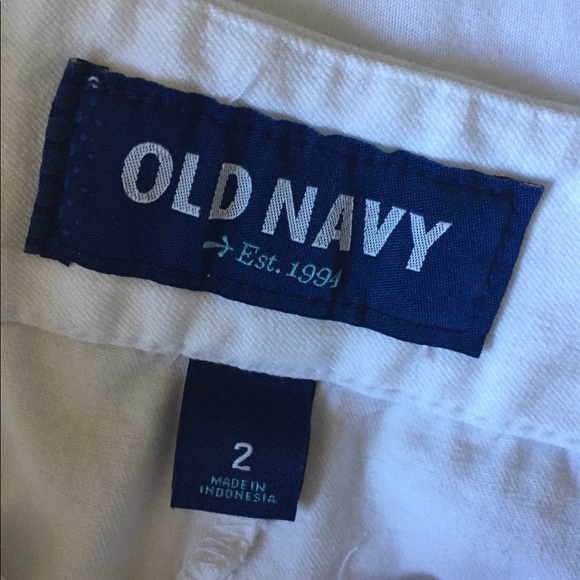 OLD NAVY
Est. 1994
2
MADE IN
INDONESIA